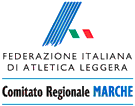 FEDERAZIONE ITALIANA
DI ATLETICA LEGGERA
Comitato Regionale MARCHE